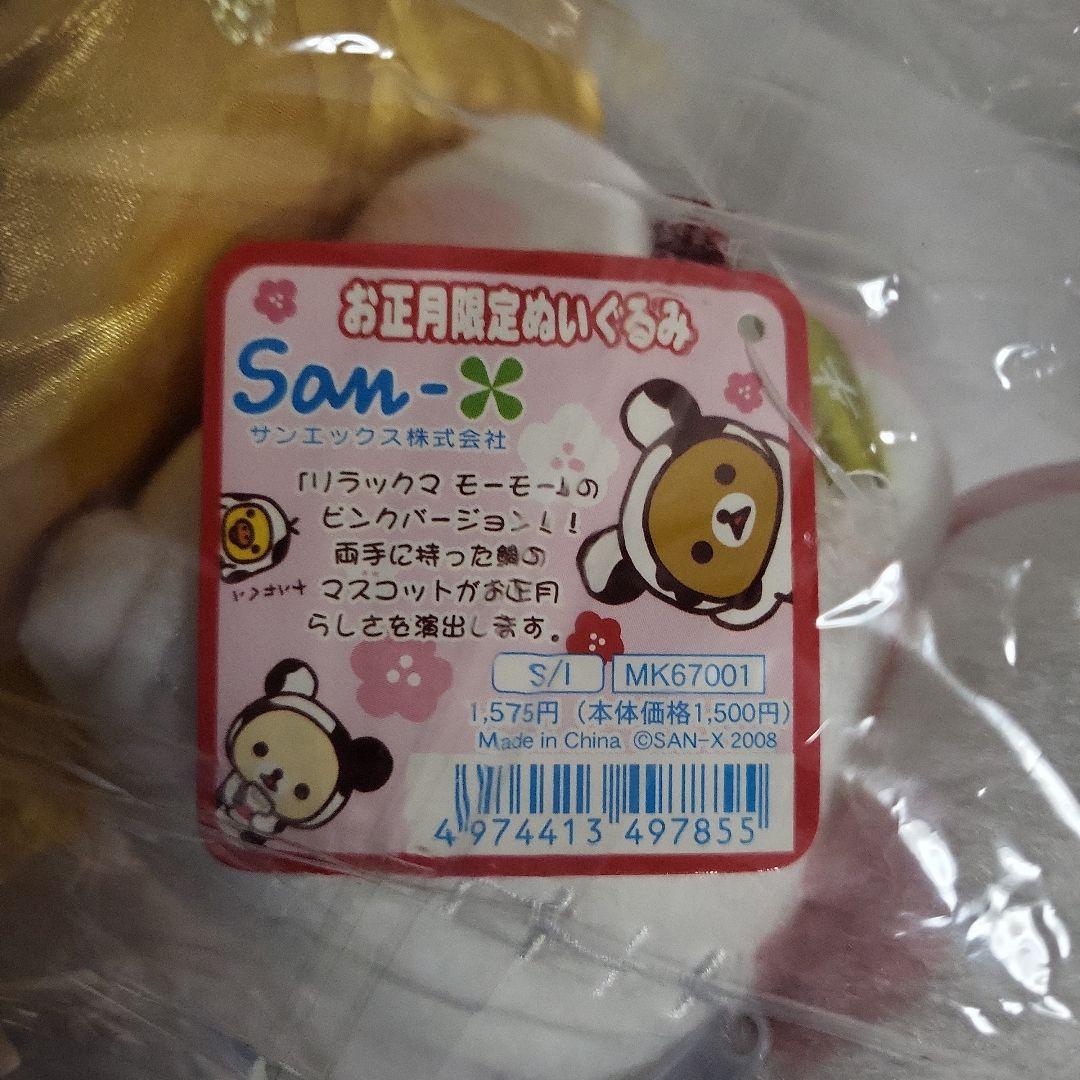 お正月限定ぬいぐるみ
San-X
サンエックス株式会社
「リラックマ モーモー」の
ピンクバージョン!!
両手に持った鯛の
マスコットがお正月
らしさを演出します。
S/I MK67001
1,575円（本体価格1,500円）
Made in China ©SAN-X 2008
4 974413 497855